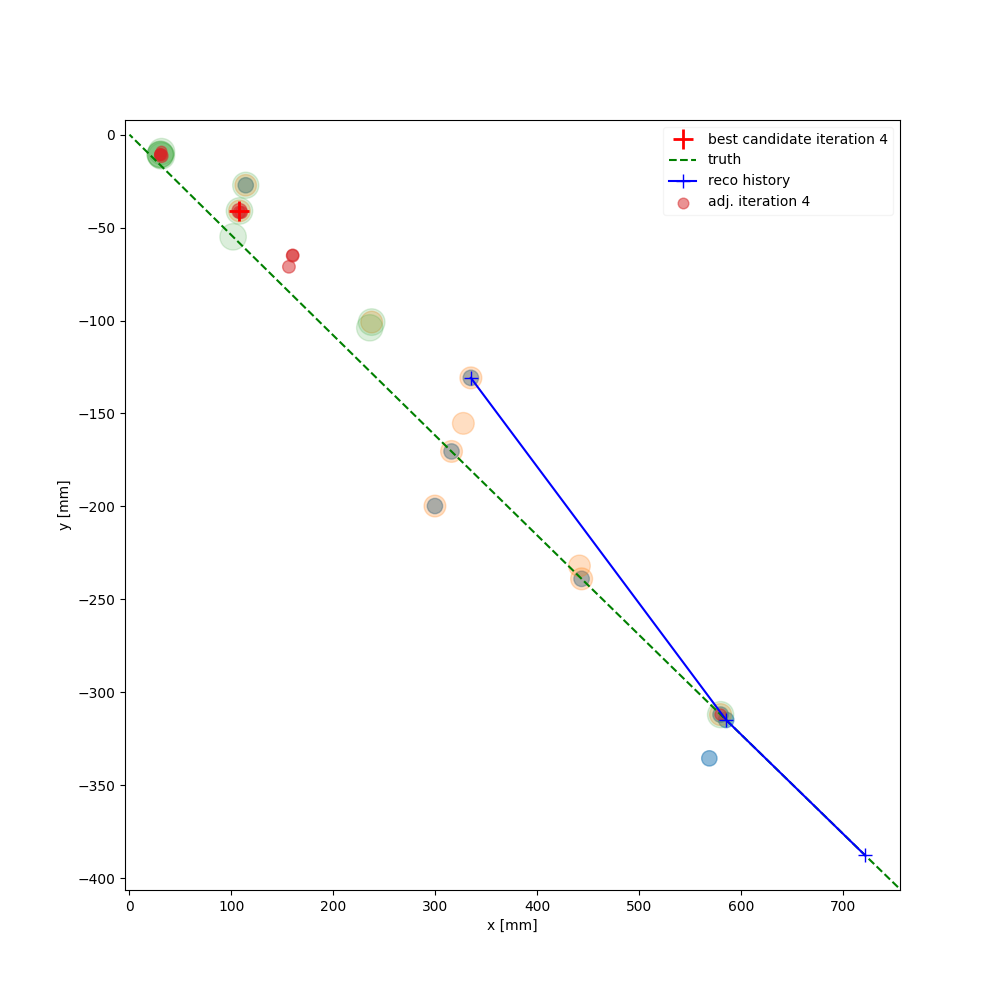 best candidate iteration 4
truth
reco history
adj. iteration 4
0
−50
−100
−150
−200
−250
−300
−350
−400
y [mm]
0 100 200 300 400 500 600 700
x [mm]